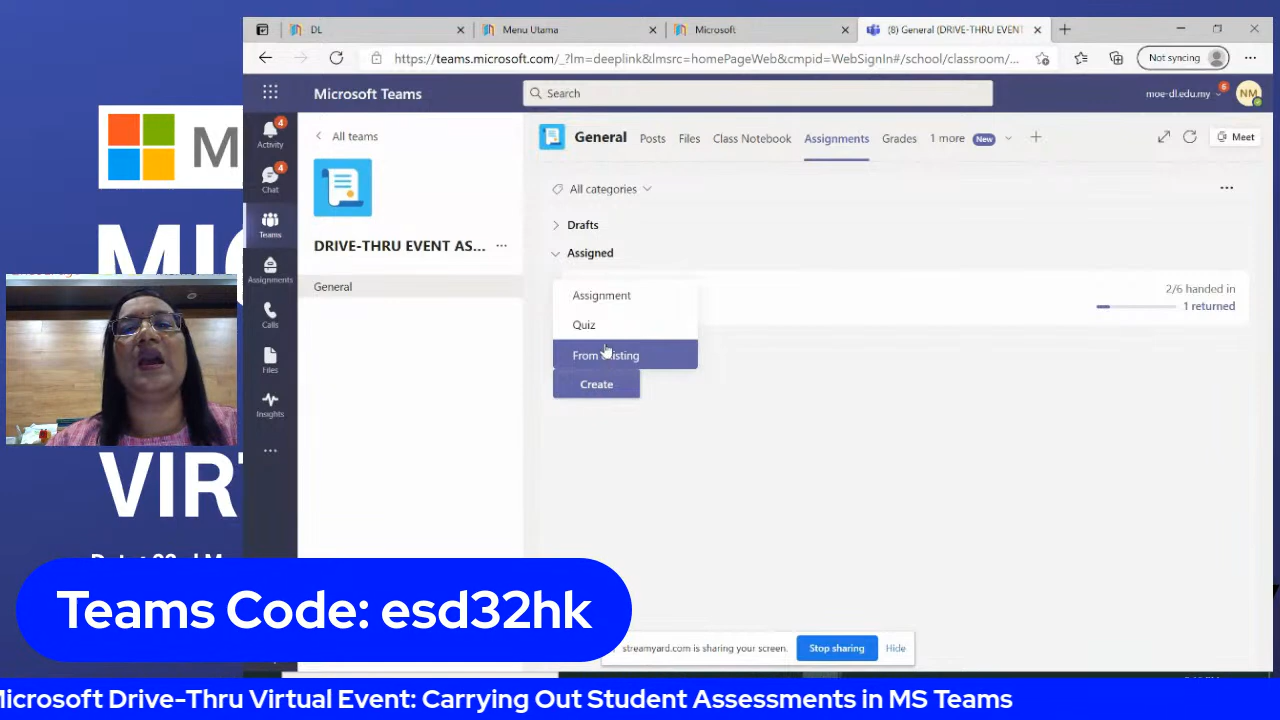 DL
Menu Utama
Microsoft
(8) General (DRIVE-THRU EVENT
https://teams.microsoft.com/_?lm=deeplink&lmsrc=homePageWeb&cmpid=WebSignIn#/school/classroom/...
Not syncing
Microsoft Teams
Search
moe-dl.edu.my
6
NM
4
Activity
4
Chat
Teams
Assignments
Calls
Files
Insights
All teams
DRIVE-THRU EVENT AS...
General
General
Posts
Files
Class Notebook
Assignments
Grades
1 more
New
Meet
All categories
Drafts
Assigned
Assignment
Quiz
From existing
Create
2/6 handed in
1 returned
M
VIR
Teams Code: esd32hk
streamyard.com is sharing your screen.
Stop sharing
Hide
Microsoft Drive-Thru Virtual Event: Carrying Out Student Assessments in MS Teams